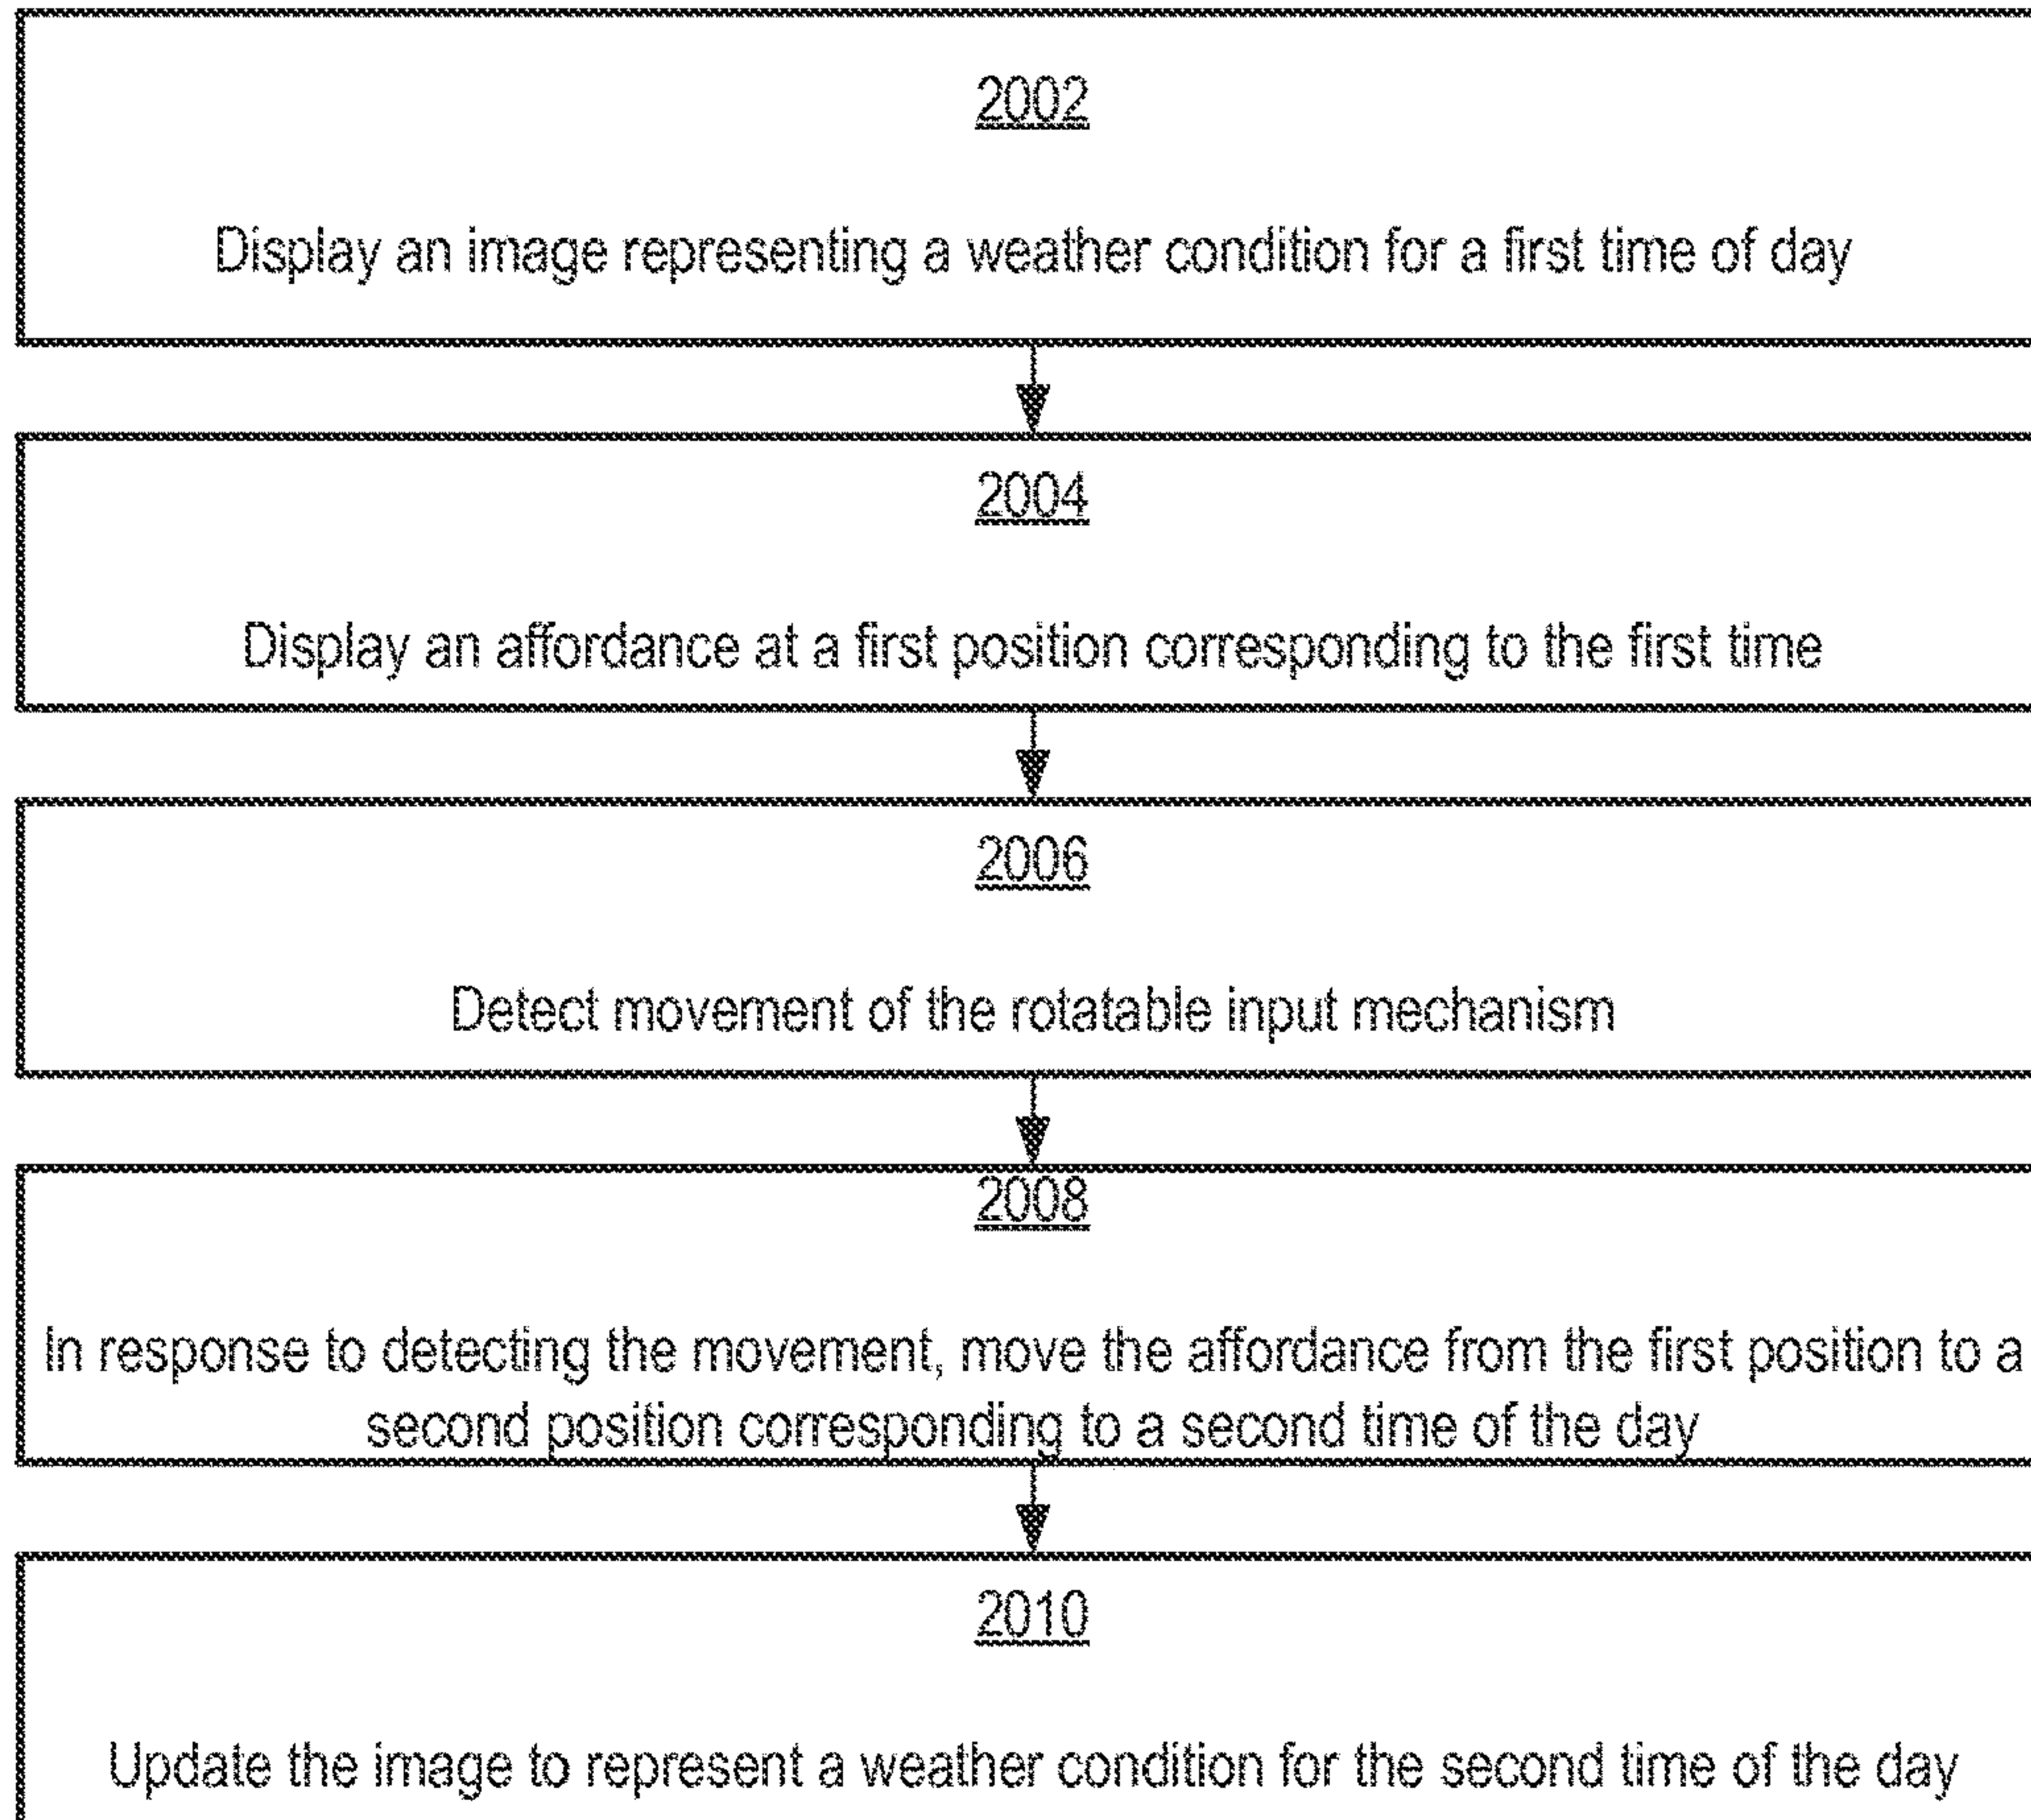 2002
Display an image representing a weather condition for a first time of day
2004
Display an affordance at a first position corresponding to the first time
2006
Detect movement of the rotatable input mechanism
2008
In response to detecting the movement, move the affordance from the first position to a
second position corresponding to a second time of the day
2010
Update the image to represent a weather condition for the second time of the day